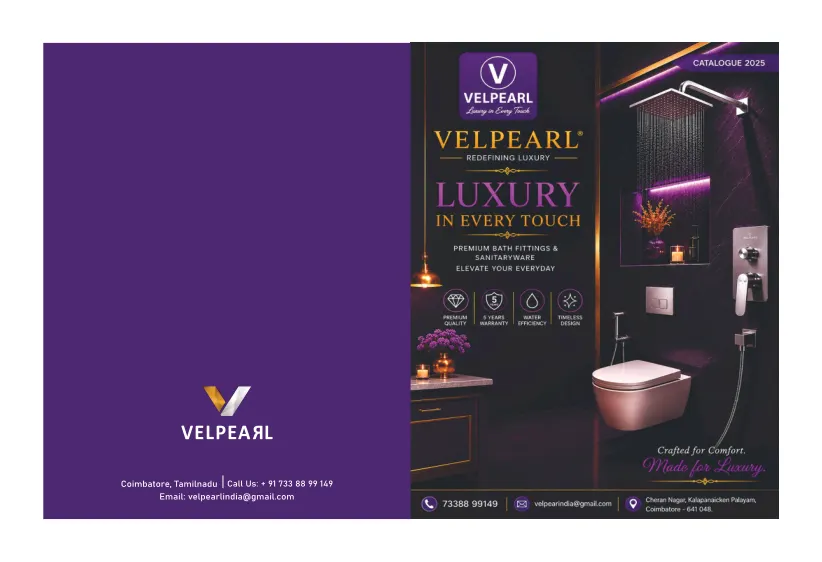 VELPEAЯL
Coimbatore, Tamilnadu | Call Us: + 91 733 88 99 149
Email: velpearlindia@gmail.com
CATALOGUE 2025
V
VELPEARL
Luxury in Every Touch
VELPEARL®
REDEFINING LUXURY
LUXURY
IN EVERY TOUCH
PREMIUM BATH FITTINGS &
SANITARYWARE
ELEVATE YOUR EVERYDAY
5
PREMIUM QUALITY
5 YEARS WARRANTY
WATER EFFICIENCY
TIMELESS DESIGN
Crafted for Comfort.
Made for Luxury.
73388 99149
velpearindia@gmail.com
Cheran Nagar, Kalapanaicken Palayam,
Coimbatore - 641 048.